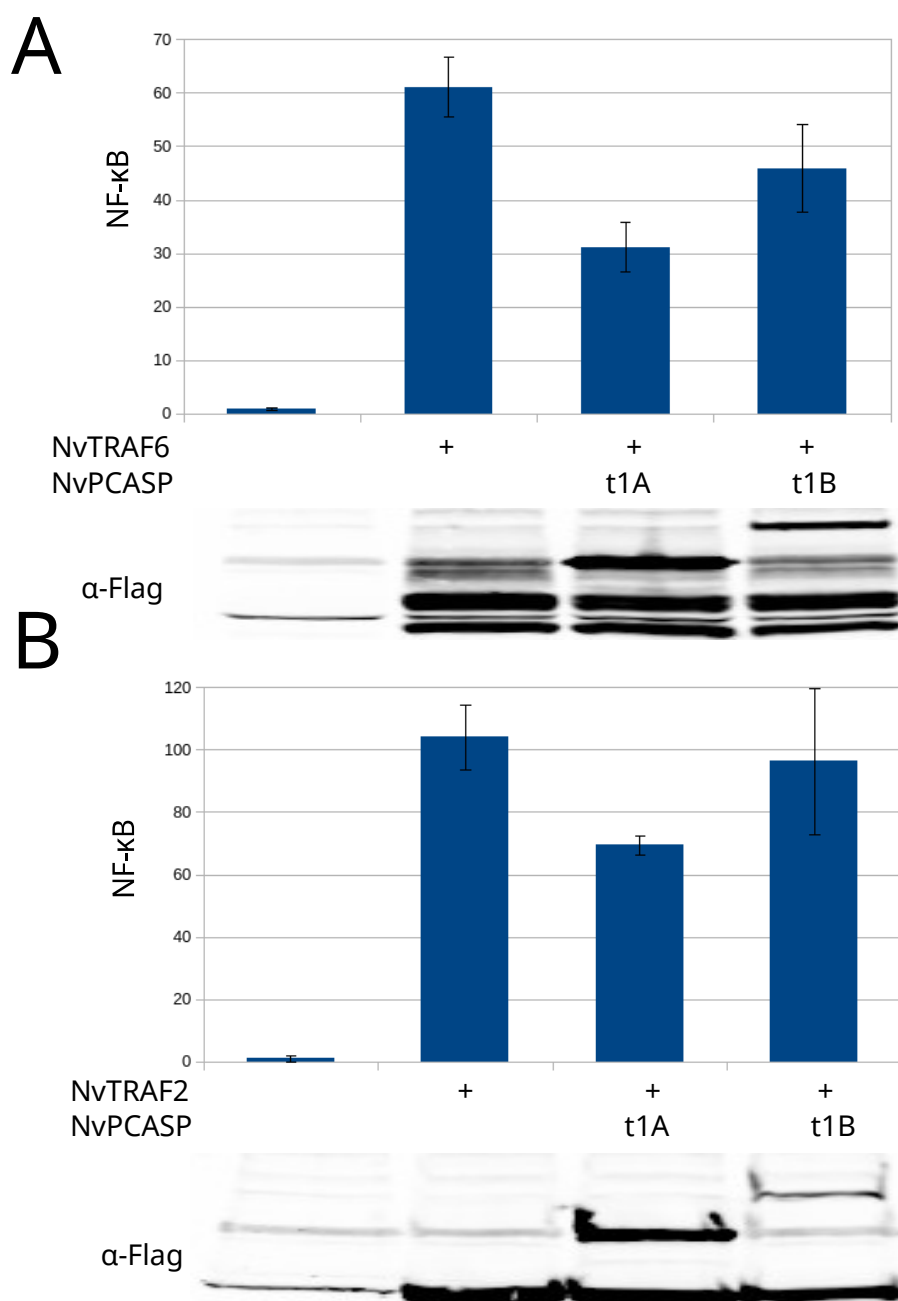 A
70
60
50
40
30
20
10
0
NF-κB
NvTRAF6 + + +
NvPCASP t1A t1B
α-Flag
B
120
100
80
60
40
20
0
NF-κB
NvTRAF2 + + +
NvPCASP t1A t1B
α-Flag